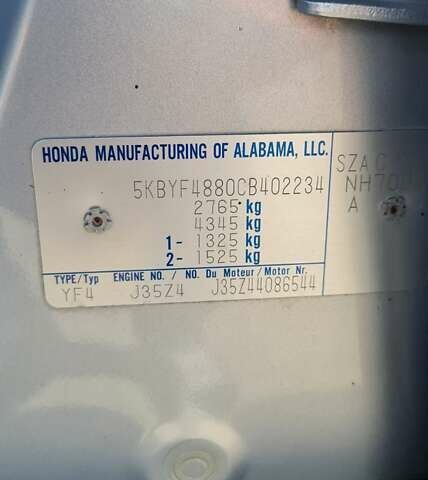 HONDA MANUFACTURING OF ALABAMA, LLC.
5KBYF4880CB402234
2765 kg
4345 kg
1- 1325 kg
2- 1525 kg
TYPE/Typ ENGINE NO. / No Du Moteur / Motor Nr.
YF4 J35Z4 J35Z44086544
SZA
A